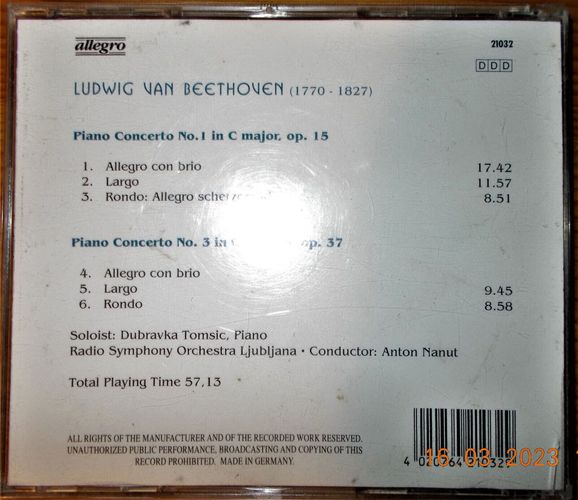 allegro
21032
DDD
LUDWIG VAN BEETHOVEN (1770 - 1827)
Piano Concerto No.1 in C major, op. 15
1. Allegro con brio 17.42
2. Largo 11.57
3. Rondo: Allegro 8.51
Piano Concerto No. 3 in op. 37
4. Allegro con brio
5. Largo 9.45
6. Rondo 8.58
Soloist: Dubravka Tomsic, Piano
Radio Symphony Orchestra Ljubljana · Conductor: Anton Nanut
Total Playing Time 57,13
ALL RIGHTS OF THE MANUFACTURER AND OF THE RECORDED WORK RESERVED.
UNAUTHORIZED PUBLIC PERFORMANCE, BROADCASTING AND COPYING OF THIS
RECORD PROHIBITED. MADE IN GERMANY.
16.03.2023